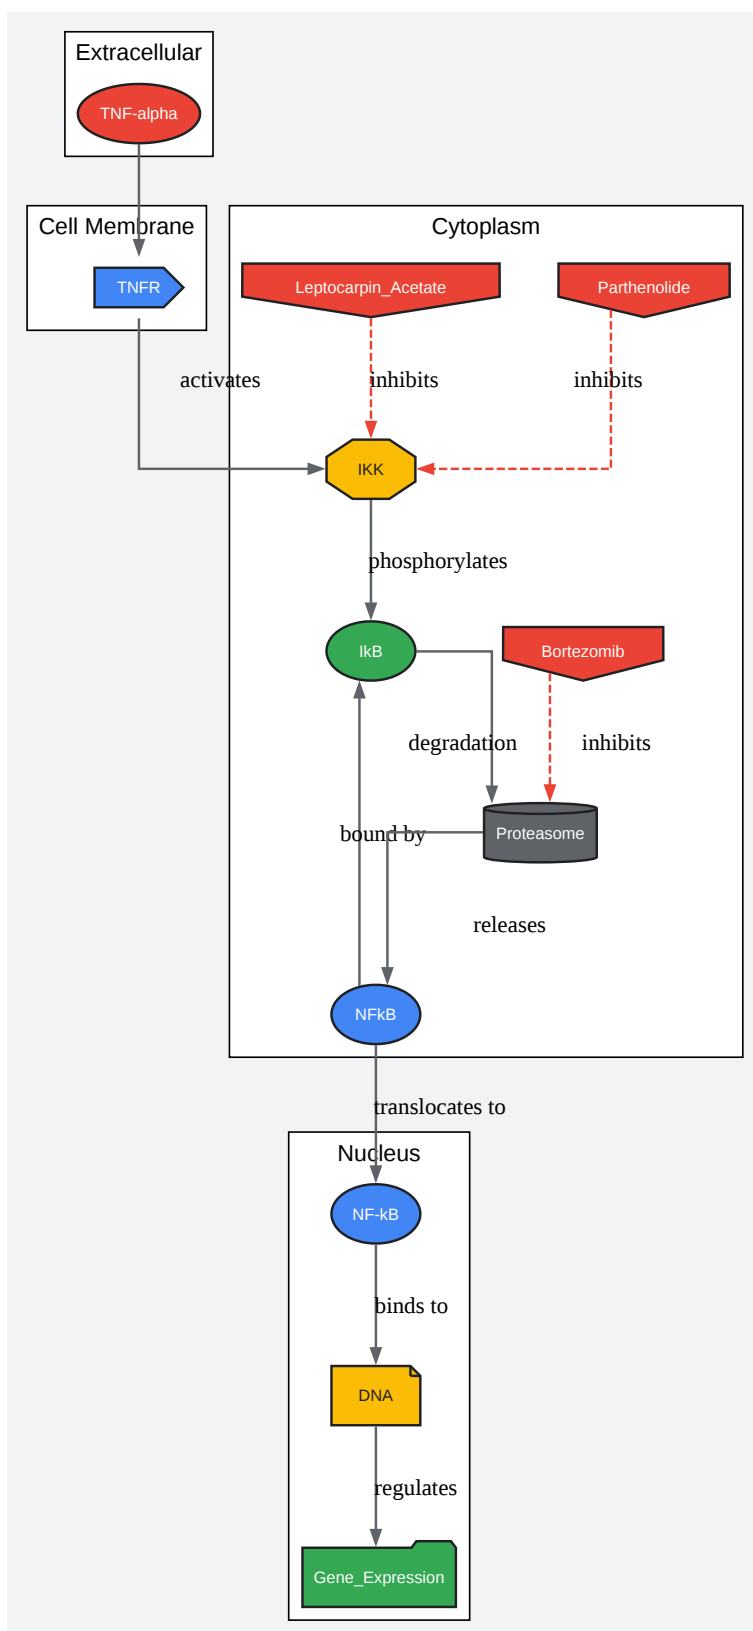 Extracellular
TNF-alpha
Cell Membrane
TNFR
Cytoplasm
Leptocarpin_Acetate
Parthenolide
activates
inhibits
inhibits
IKK
phosphorylates
IkB
Bortezomib
degradation
inhibits
bound by
Proteasome
releases
NFkB
translocates to
Nucleus
NF-kB
binds to
DNA
regulates
Gene_Expression